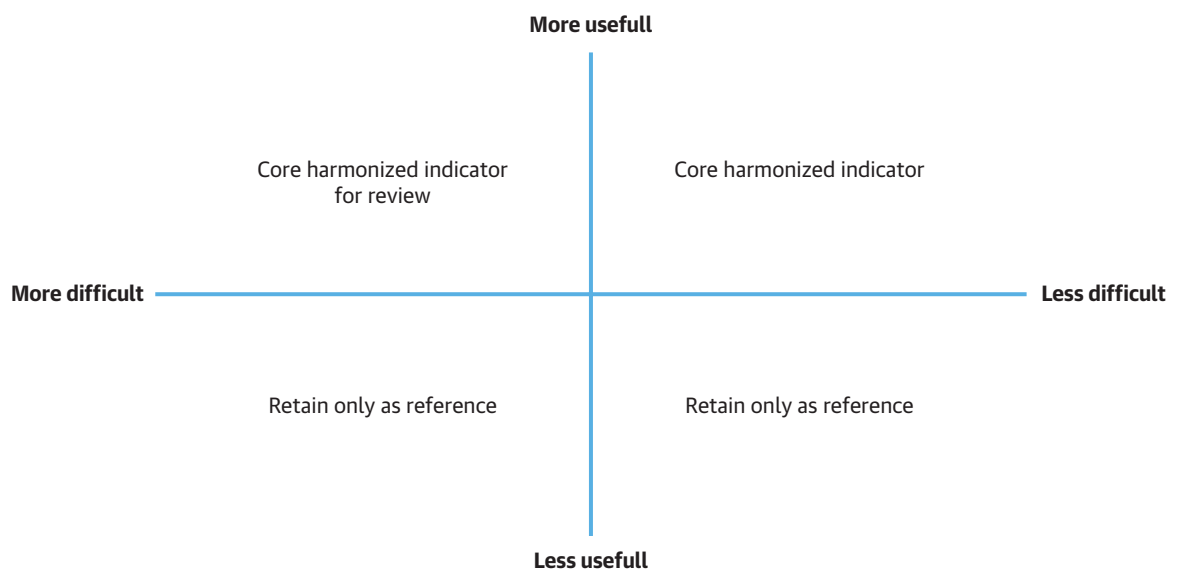 More usefull
Core harmonized indicator
for review
Core harmonized indicator
More difficult
Less difficult
Retain only as reference
Retain only as reference
Less usefull